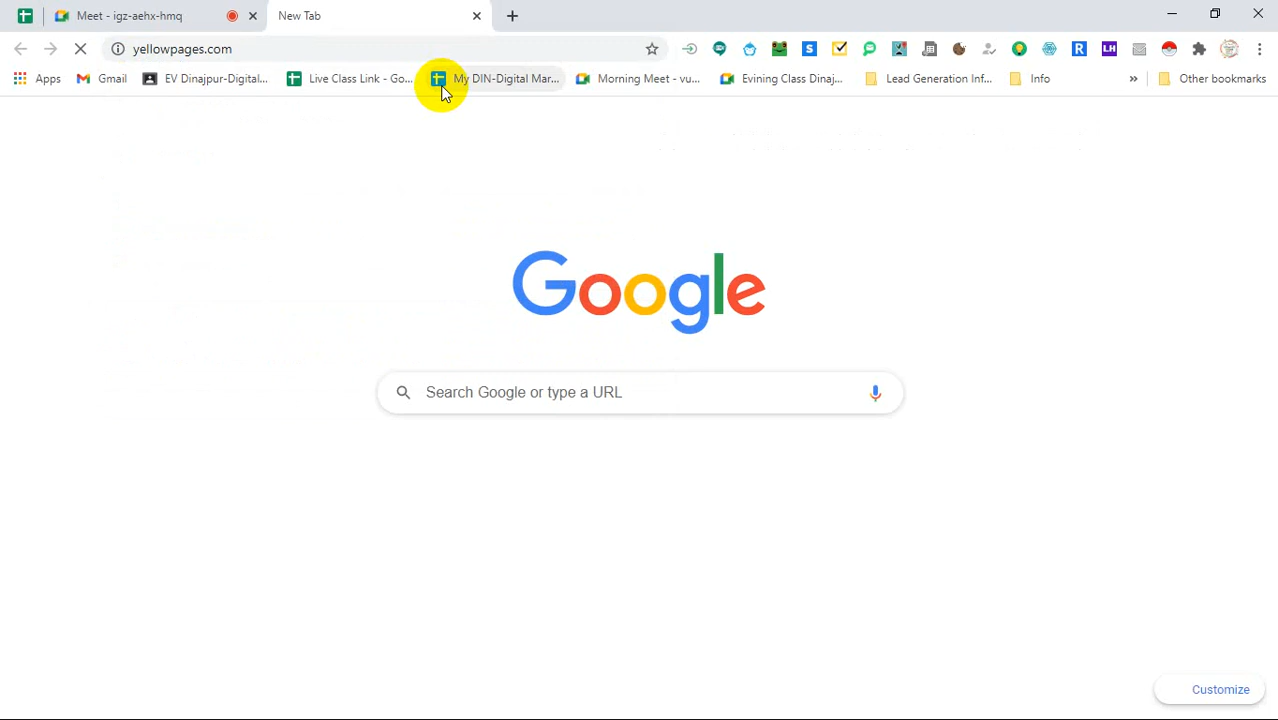 Meet - igz-aehx-hmq
New Tab
yellowpages.com
Apps
Gmail
EV Dinajpur-Digital...
Live Class Link - Go...
My DIN-Digital Mar...
Morning Meet - vu...
Evining Class Dinaj...
Lead Generation Inf...
Info
»
Other bookmarks
Google
Search Google or type a URL
Customize